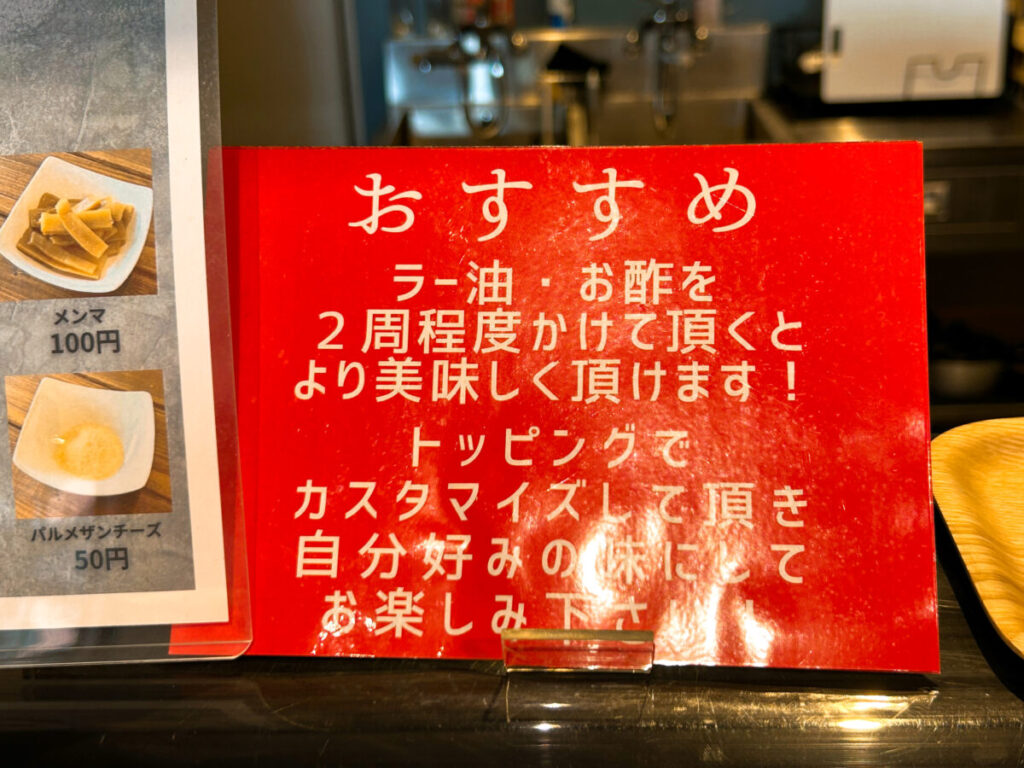 メンマ
100円
パルメザンチーズ
50円
おすすめ
ラー油・お酢を
２周程度かけて頂くと
より美味しく頂けます！
トッピングで
カスタマイズして頂き
自分好みの味にして
お楽しみ下さい！